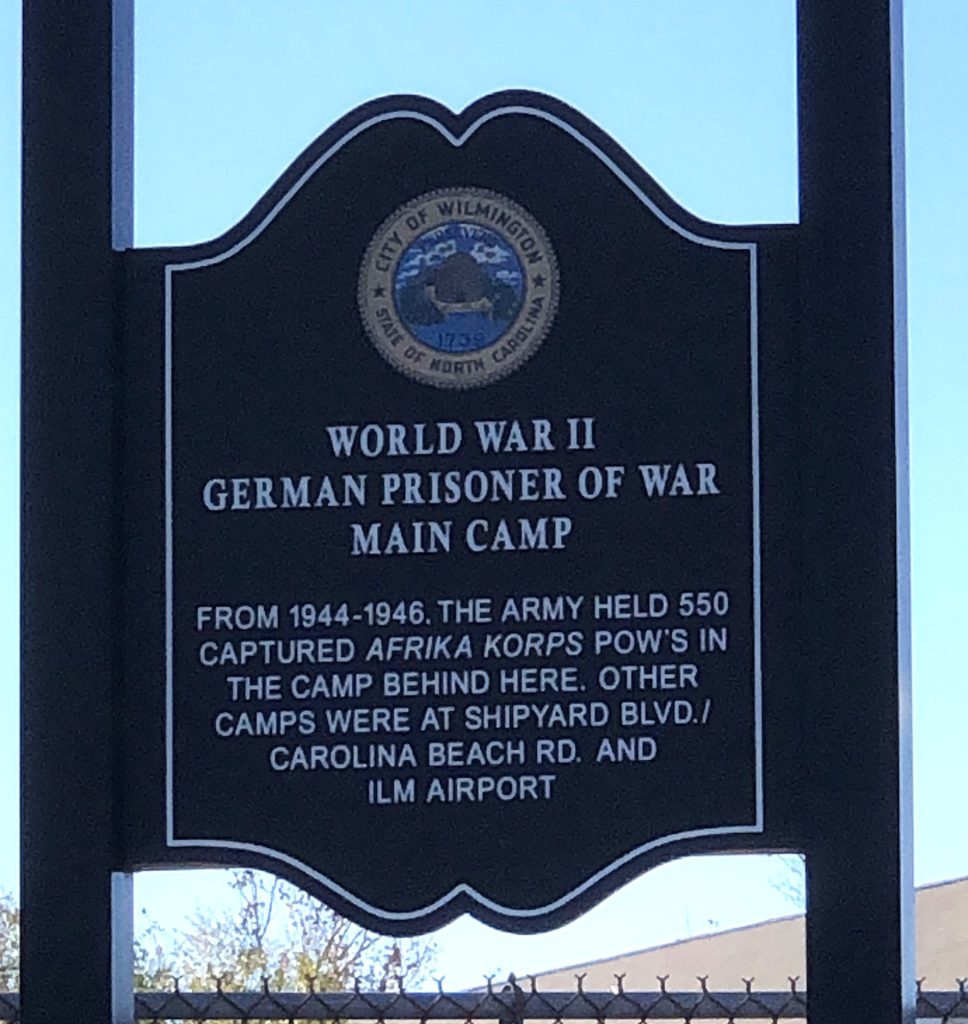 CITY OF WILMINGTON
STATE OF NORTH CAROLINA
WORLD WAR II
GERMAN PRISONER OF WAR
MAIN CAMP
FROM 1944-1946, THE ARMY HELD 550
CAPTURED AFRIKA KORPS POW'S IN
THE CAMP BEHIND HERE. OTHER
CAMPS WERE AT SHIPYARD BLVD./
CAROLINA BEACH RD. AND
ILM AIRPORT